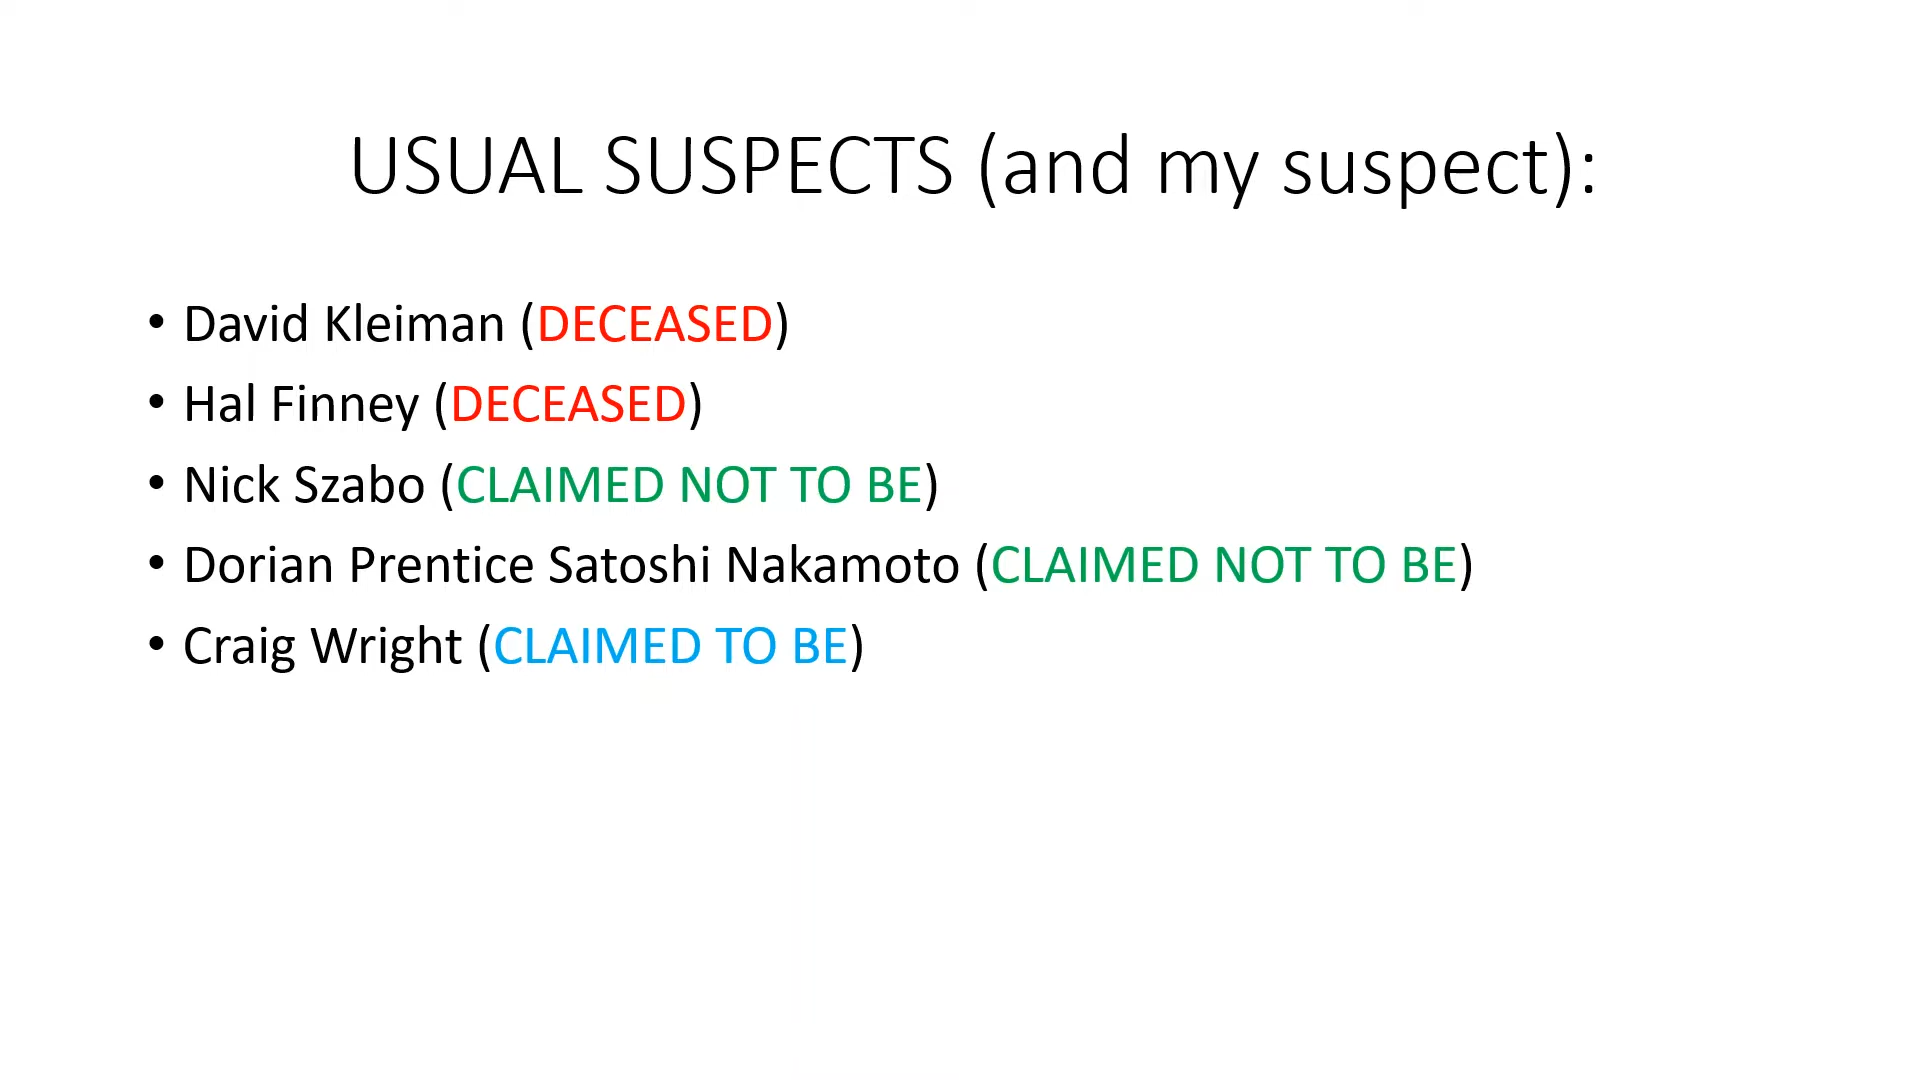 USUAL SUSPECTS (and my suspect):
• David Kleiman (DECEASED)
• Hal Finney (DECEASED)
• Nick Szabo (CLAIMED NOT TO BE)
• Dorian Prentice Satoshi Nakamoto (CLAIMED NOT TO BE)
• Craig Wright (CLAIMED TO BE)